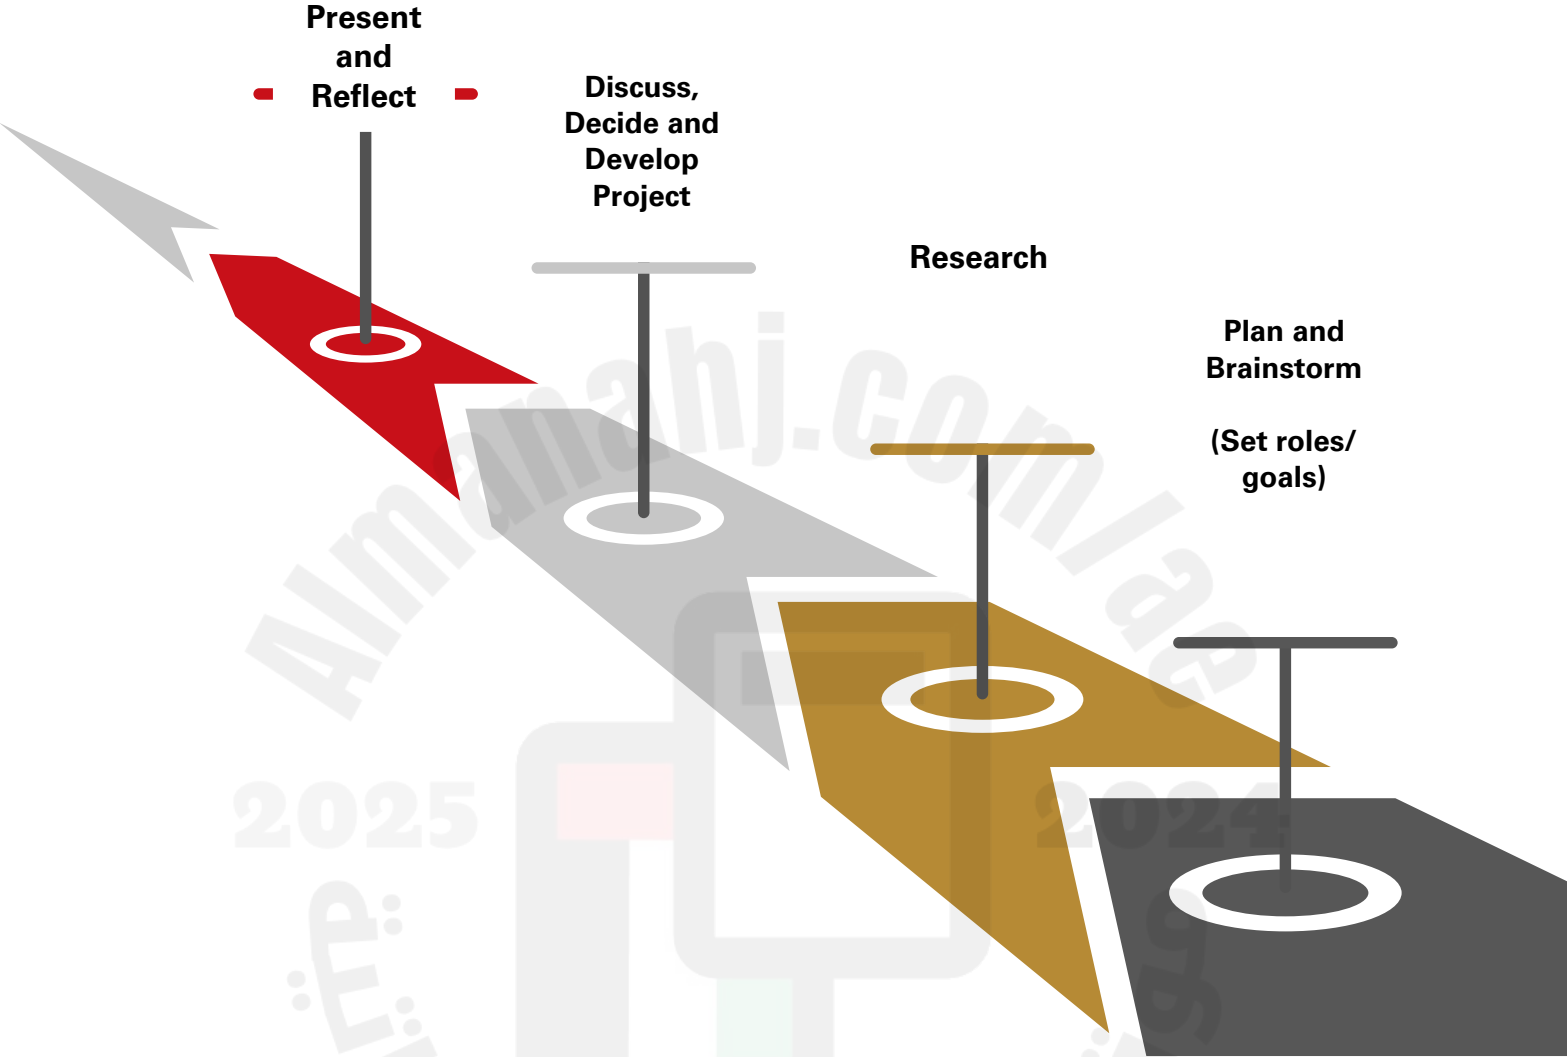 Present
and
Reflect
Discuss,
Decide and
Develop
Project
Research
Plan and
Brainstorm
(Set roles/
goals)
Almanahj.com/ae
2025
2024